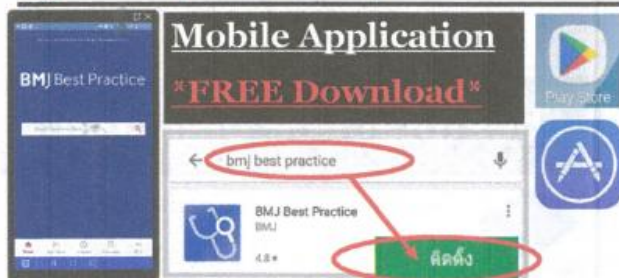 BMJ Best Practice
Mobile Application
*FREE Download*
Play Store
bmj best practice
BMJ Best Practice
BMJ
4.8★
ติดตั้ง